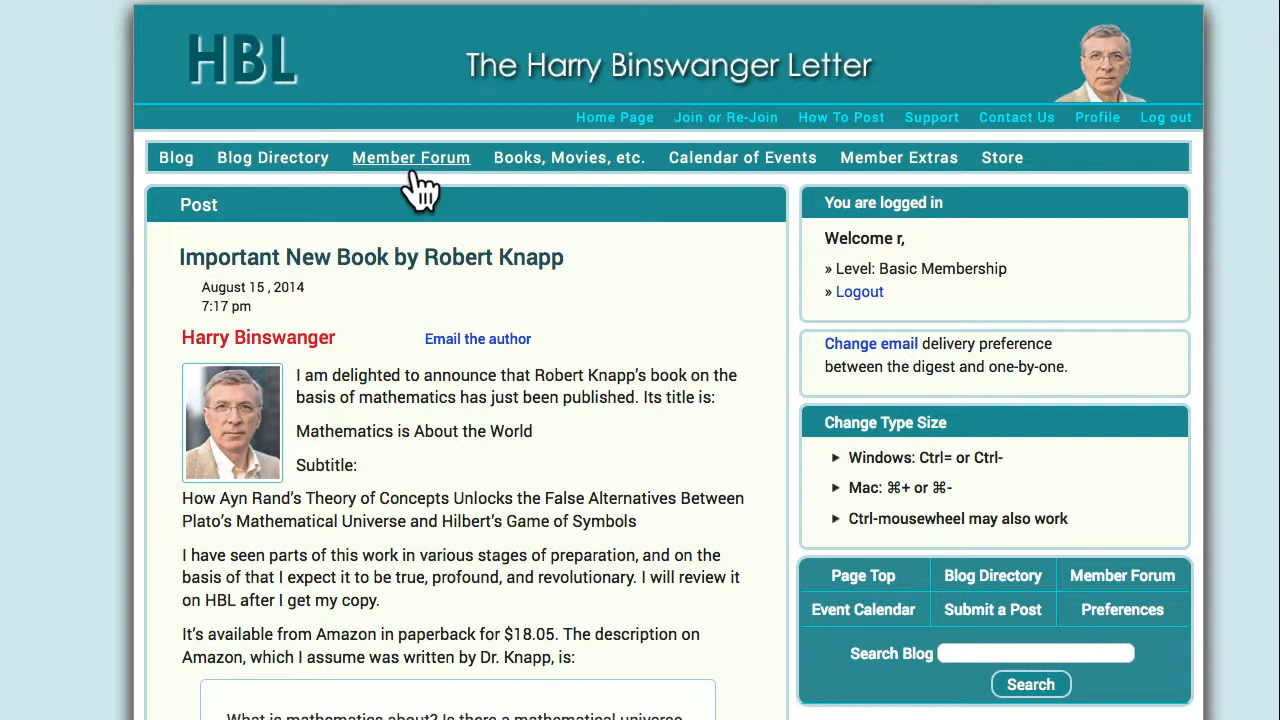 HBL
The Harry Binswanger Letter
Home Page Join or Re-Join How To Post Support Contact Us Profile Log out
Blog Blog Directory Member Forum Books, Movies, etc. Calendar of Events Member Extras Store
Post
Important New Book by Robert Knapp
August 15 , 2014
7:17 pm
Harry Binswanger Email the author
I am delighted to announce that Robert Knapp's book on the
basis of mathematics has just been published. Its title is:
Mathematics is About the World
Subtitle:
How Ayn Rand's Theory of Concepts Unlocks the False Alternatives Between
Plato's Mathematical Universe and Hilbert's Game of Symbols
I have seen parts of this work in various stages of preparation, and on the
basis of that I expect it to be true, profound, and revolutionary. I will review it
on HBL after I get my copy.
It's available from Amazon in paperback for $18.05. The description on
Amazon, which I assume was written by Dr. Knapp, is:
What is mathematics about? Is there a mathematical universe
You are logged in
Welcome r,
» Level: Basic Membership
» Logout
Change email delivery preference
between the digest and one-by-one.
Change Type Size
Windows: Ctrl= or Ctrl-
Mac: ⌘+ or ⌘-
Ctrl-mousewheel may also work
Page Top Blog Directory Member Forum
Event Calendar Submit a Post Preferences
Search Blog
Search